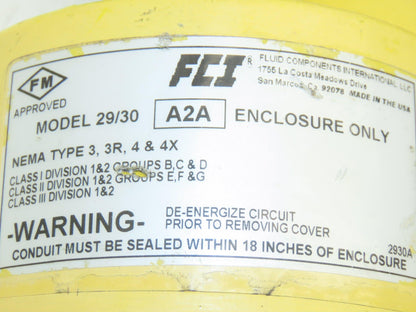 FM
APPROVED
FCI R
FLUID COMPONENTS INTERNATIONAL, LLC
1755 La Costa Meadows Drive
San Marcos, Ca. 92078 MADE IN THE USA
MODEL 29/30 A2A ENCLOSURE ONLY
NEMA TYPE 3, 3R, 4 & 4X
CLASS I DIVISION 1&2 GROUPS B,C & D
CLASS II DIVISION 1&2 GROUPS E,F &G
CLASS III DIVISION 1&2
-WARNING- DE-ENERGIZE CIRCUIT
PRIOR TO REMOVING COVER
2930A
CONDUIT MUST BE SEALED WITHIN 18 INCHES OF ENCLOSURE